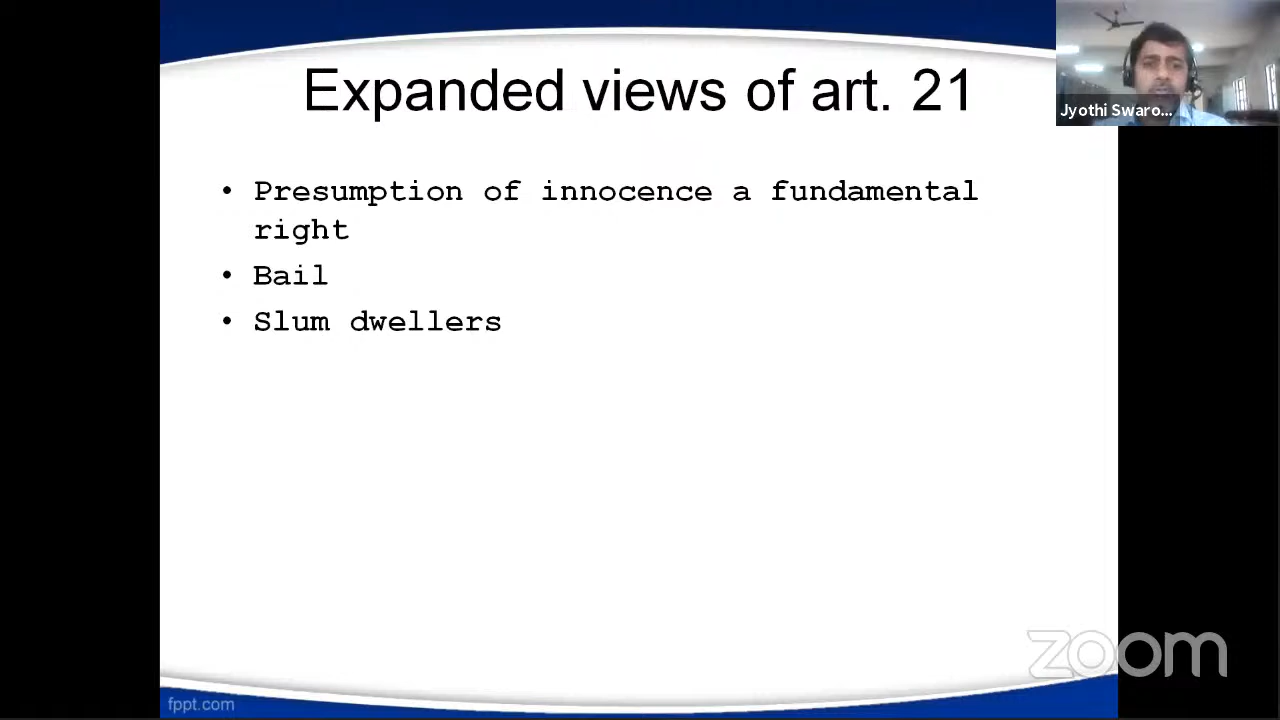 Expanded views of art. 21
Jyothi Swaro...
• Presumption of innocence a fundamental
right
• Bail
• Slum dwellers
zoom
fppt.com